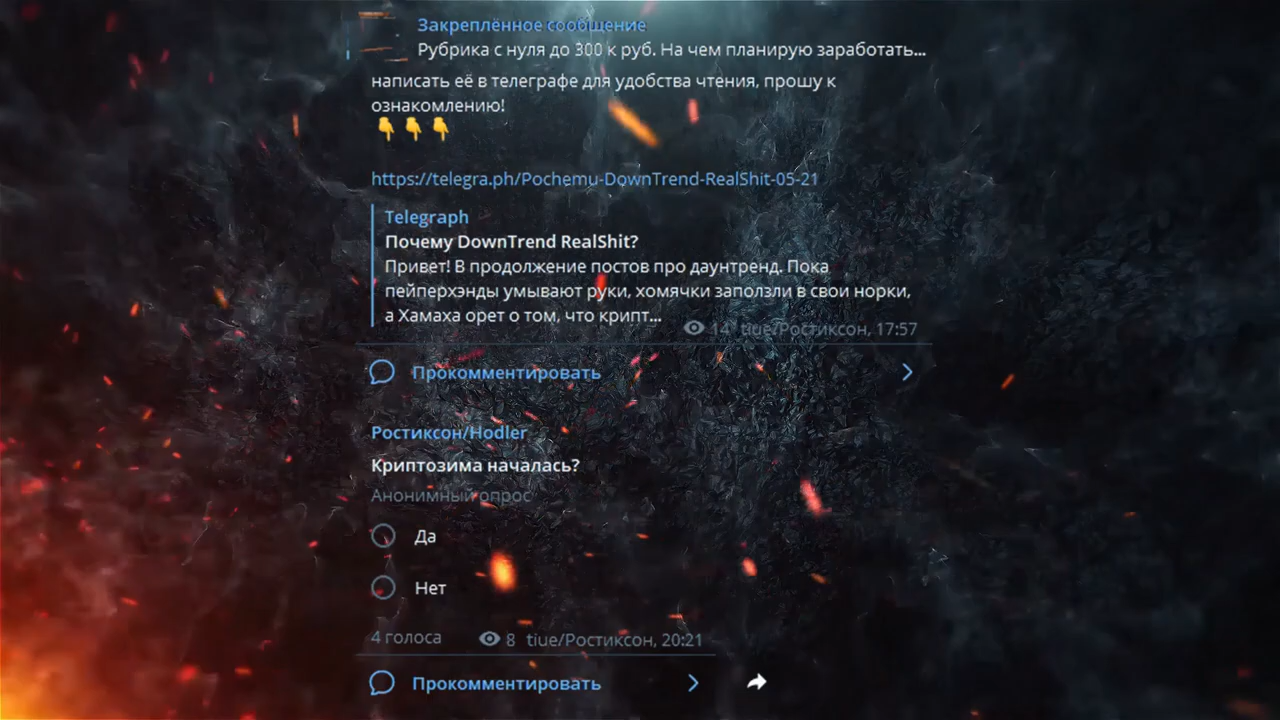 Закреплённое сообщение
Рубрика с нуля до 300 к руб. На чем планирую заработать...
написать её в телеграфе для удобства чтения, прошу к
ознакомлению!
👇👇👇
https://telegra.ph/Pochemu-DownTrend-RealShit-05-21
Telegraph
Почему DownTrend RealShit?
Привет! В продолжение постов про даунтренд. Пока
пейперхэнды умывают руки, хомячки заползли в свои норки,
а Хамаха орет о том, что крипт...
14 tiue/Ростиксон, 17:57
Прокомментировать
Ростиксон/Hodler
Криптозима началась?
Анонимный опрос
Да
Нет
4 голоса 8 tiue/Ростиксон, 20:21
Прокомментировать